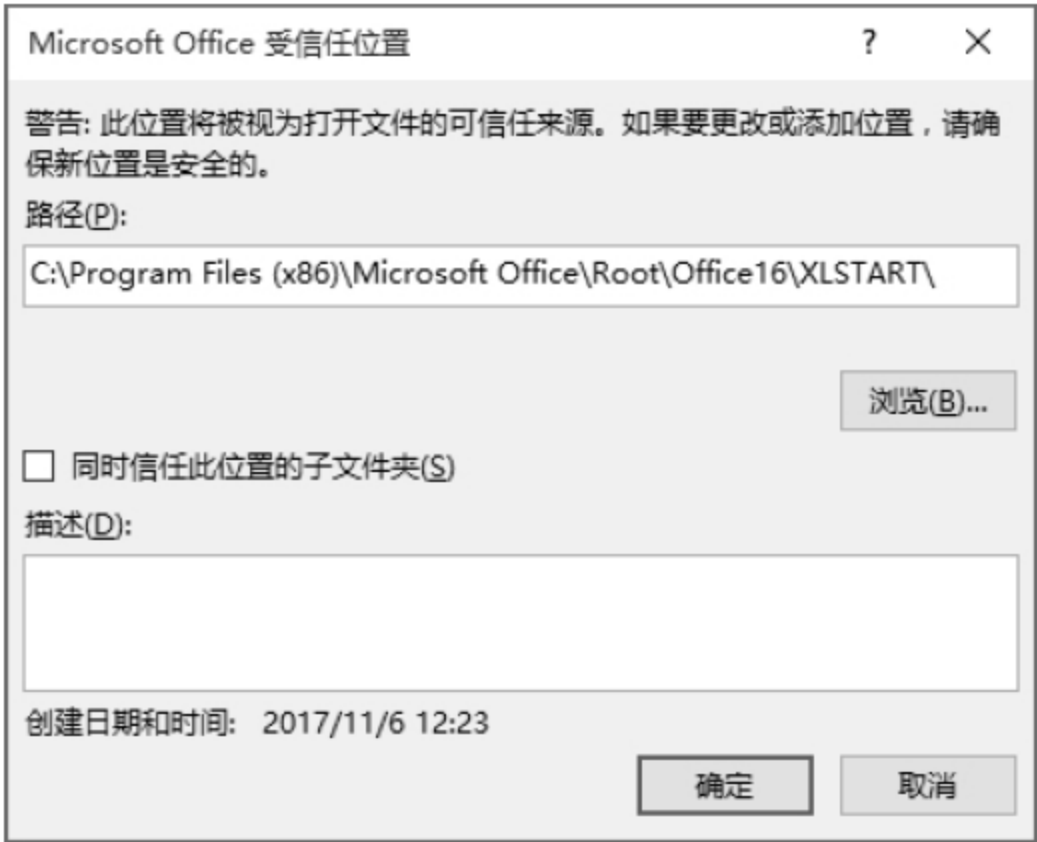 Microsoft Office 受信任位置 ? ×
警告: 此位置将被视为打开文件的可信任来源。如果要更改或添加位置，请确
保新位置是安全的。
路径(P):
C:\Program Files (x86)\Microsoft Office\Root\Office16\XLSTART\
浏览(B)...
同时信任此位置的子文件夹(S)
描述(D):
创建日期和时间: 2017/11/6 12:23
确定 取消